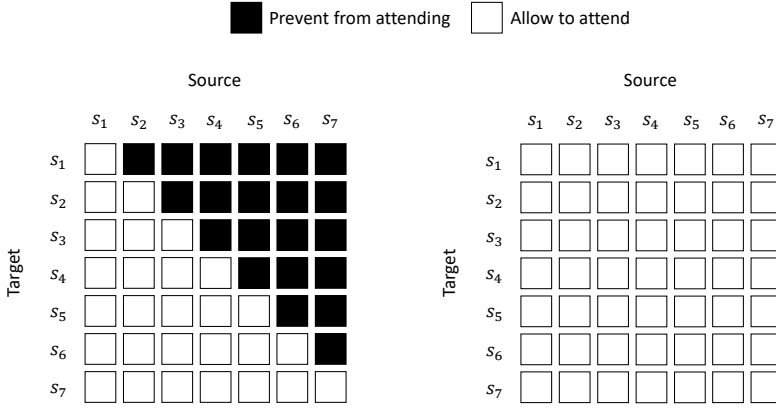 Prevent from attending Allow to attend
Source Source
s₁ s₂ s₃ s₄ s₅ s₆ s₇ s₁ s₂ s₃ s₄ s₅ s₆ s₇
Target
s₁
s₂
s₃
s₄
s₅
s₆
s₇
Target
s₁
s₂
s₃
s₄
s₅
s₆
s₇